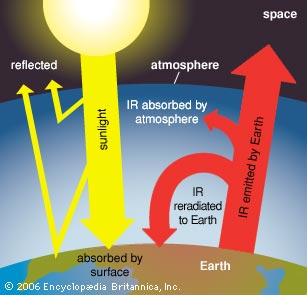 space
reflected
atmosphere
IR absorbed by
atmosphere
sunlight
IR emitted by Earth
IR
reradiated
to Earth
absorbed by
surface
Earth
© 2006 Encyclopædia Britannica, Inc.